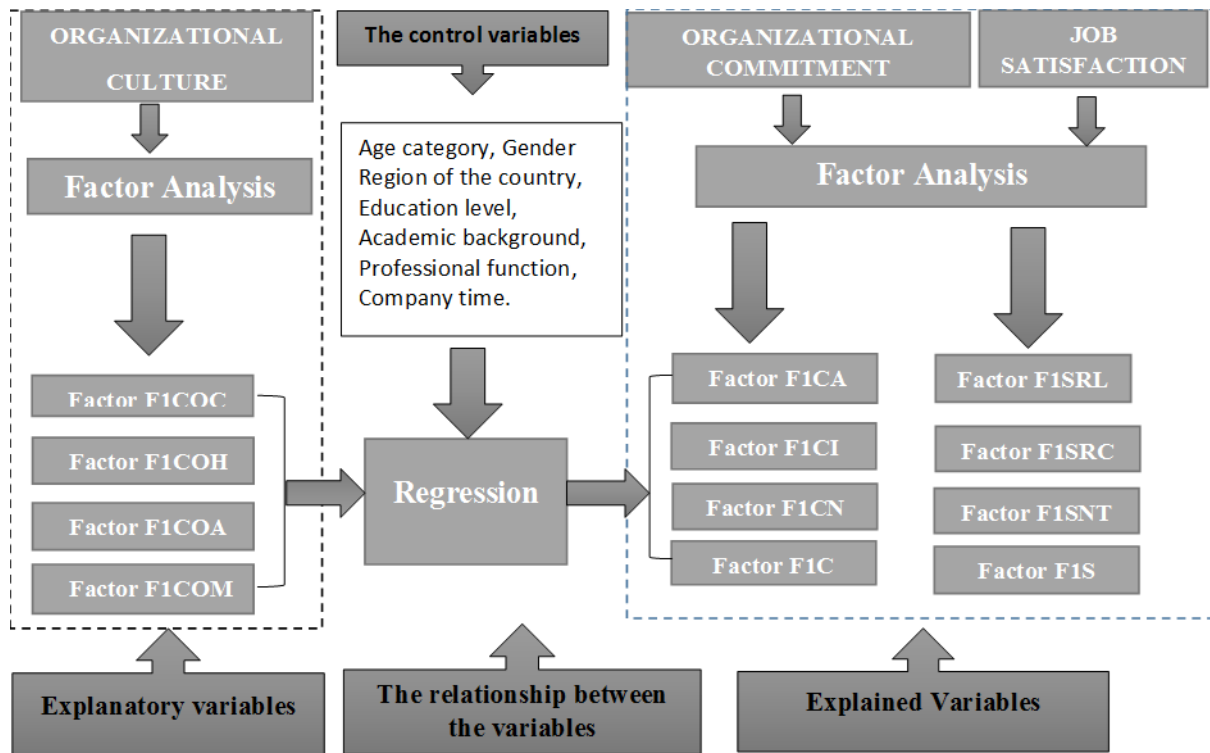 ORGANIZATIONAL
CULTURE
Factor Analysis
Factor F1COC
Factor F1COH
Factor F1COA
Factor F1COM
Explanatory variables
The control variables
Age category, Gender
Region of the country,
Education level,
Academic background,
Professional function,
Company time.
Regression
The relationship between
the variables
ORGANIZATIONAL
COMMITMENT
JOB
SATISFACTION
Factor Analysis
Factor F1CA
Factor F1CI
Factor F1CN
Factor F1C
Factor F1SRL
Factor F1SRC
Factor F1SNT
Factor F1S
Explained Variables